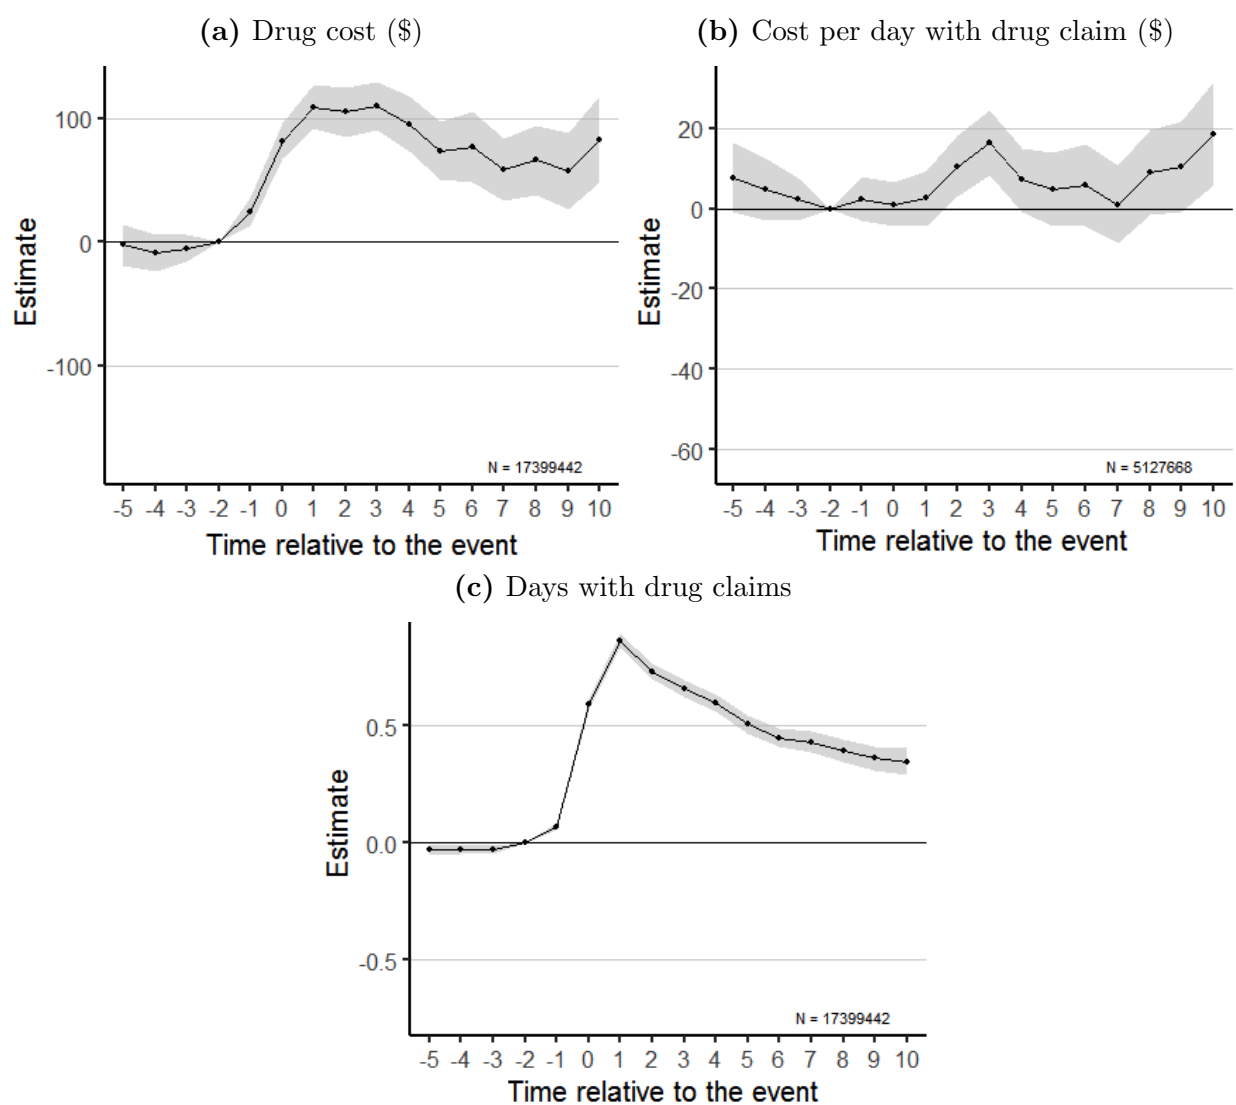 (a) Drug cost ($)
100
0
-100
Estimate
N = 17399442
-5 -4 -3 -2 -1 0 1 2 3 4 5 6 7 8 9 10
Time relative to the event
(b) Cost per day with drug claim ($)
20
0
-20
-40
-60
Estimate
N = 5127668
-5 -4 -3 -2 -1 0 1 2 3 4 5 6 7 8 9 10
Time relative to the event
(c) Days with drug claims
0.5
0.0
-0.5
Estimate
N = 17399442
-5 -4 -3 -2 -1 0 1 2 3 4 5 6 7 8 9 10
Time relative to the event